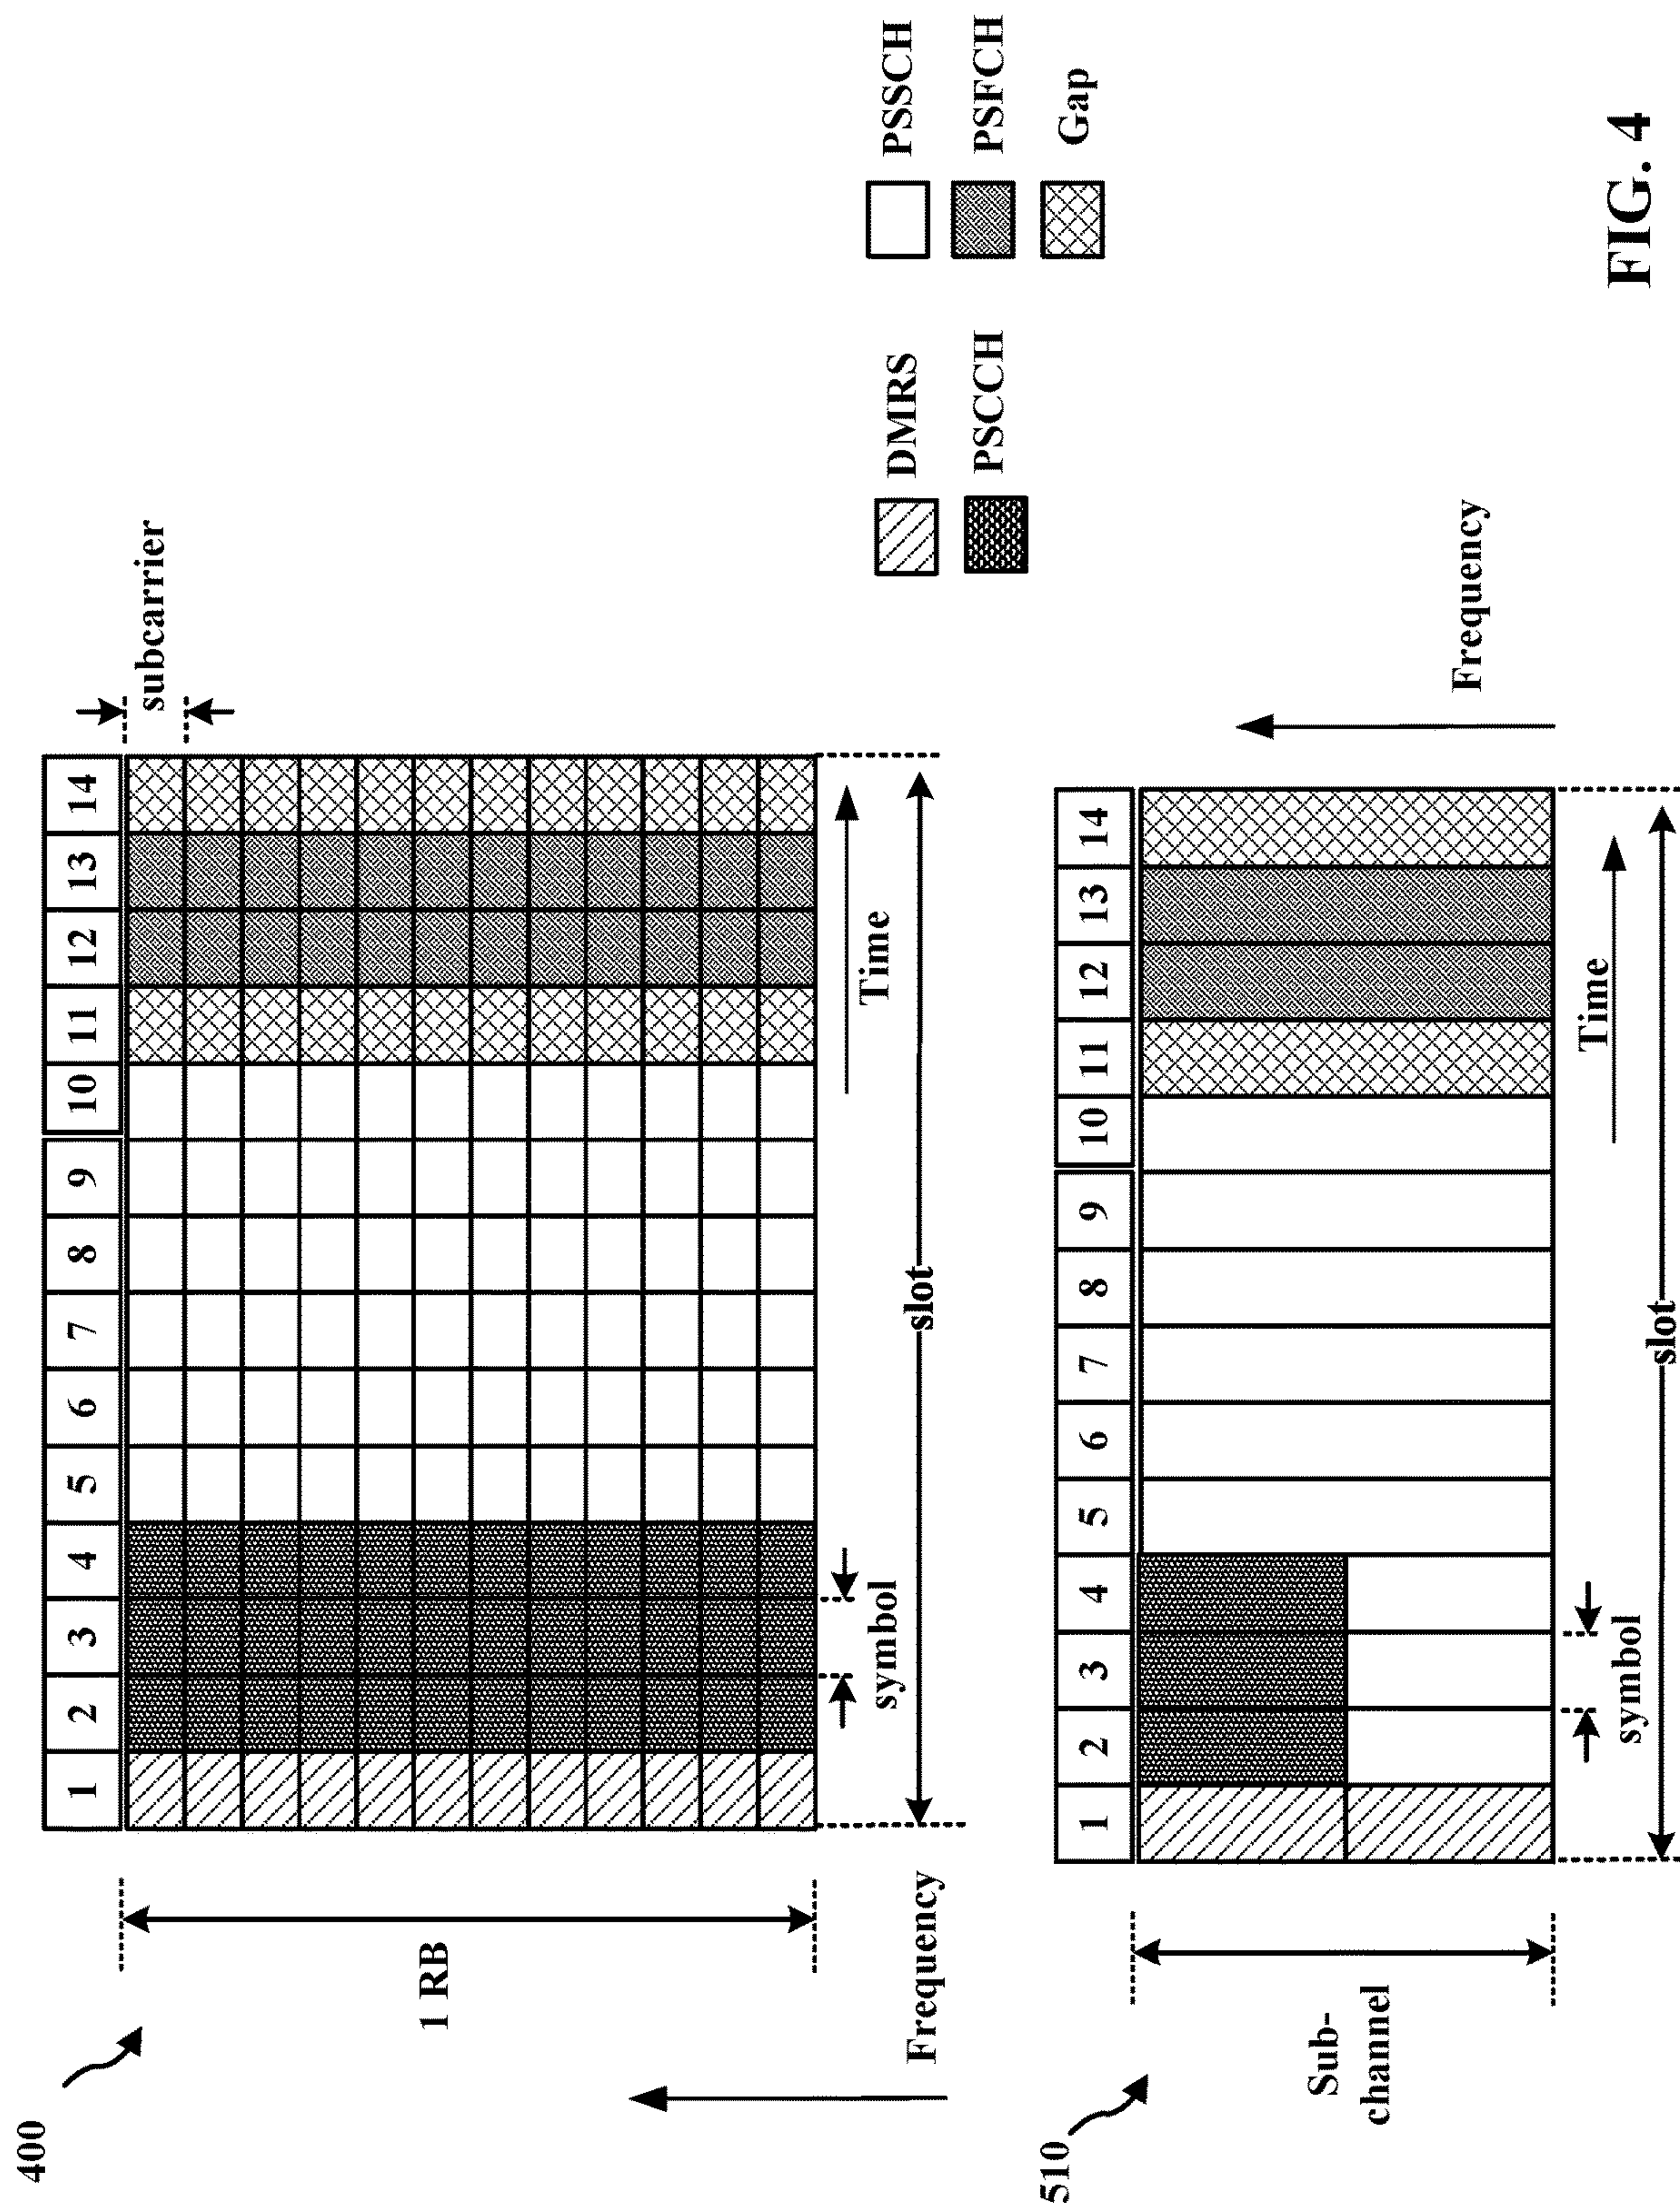 400
1 2 3 4 5 6 7 8 9 10 11 12 13 14
subcarrier
1 RB
symbol
Time
slot
Frequency
510
1 2 3 4 5 6 7 8 9 10 11 12 13 14
Sub-
channel
symbol
Time
slot
Frequency
DMRS
PSSCH
PSCCH
PSFCH
Gap
FIG. 4